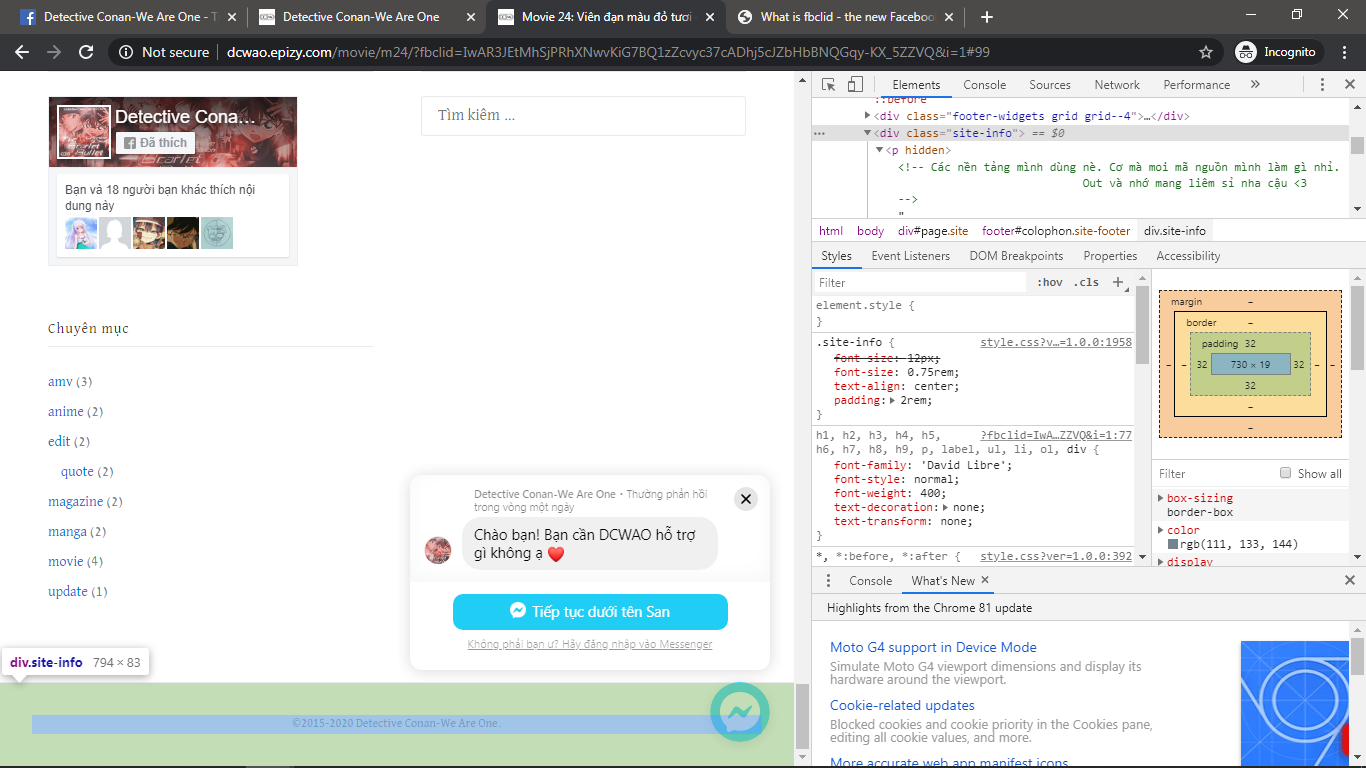 Detective Conan-We Are One - T
Detective Conan-We Are One
Movie 24: Viên đạn màu đỏ tươi
What is fbclid - the new Faceboo
Not secure
dcwao.epizy.com/movie/m24/?fbclid=IwAR3JEtMhSjPRhXNwvKiG7BQ1zZcvyc37cADhj5cJZbHbBNQGqy-KX_5ZZVQ&i=1#99
Incognito
Detective Cona…
Đã thích
Bạn và 18 người bạn khác thích nội
dung này
Tìm kiếm …
Chuyên mục
amv (3)
anime (2)
edit (2)
quote (2)
magazine (2)
manga (2)
movie (4)
update (1)
Detective Conan-We Are One • Thường phản hồi
trong vòng một ngày
Chào bạn! Bạn cần DCWAO hỗ trợ
gì không ạ ❤
Tiếp tục dưới tên San
Không phải bạn ư? Hãy đăng nhập vào Messenger
div.site-info 794 × 83
©2015-2020 Detective Conan-We Are One.
Elements Console Sources Network Performance »
::before
<div class="footer-widgets grid grid--4">…</div>
<div class="site-info"> == $0
<p hidden>
<!-- Các nền tảng mình dùng nè. Cơ mà moi mã nguồn mình làm gì nhỉ.
Out và nhớ mang liêm sỉ nha cậu <3
-->
"
html body div#page.site footer#colophon.site-footer div.site-info
Styles Event Listeners DOM Breakpoints Properties Accessibility
Filter :hov .cls +
element.style {
}
.site-info { style.css?v…=1.0.0:1958
font-size: 12px;
font-size: 0.75rem;
text-align: center;
padding: 2rem;
}
h1, h2, h3, h4, h5, ?fbclid=IwA…ZZVQ&i=1:77
h6, h7, h8, h9, p, label, ul, li, ol, div {
font-family: 'David Libre';
font-style: normal;
font-weight: 400;
text-decoration: none;
text-transform: none;
}
*, *:before, *:after { style.css?ver=1.0.0:392
margin –
border –
padding 32
– – 32 730 × 19 32 – –
32
–
–
Filter Show all
box-sizing
border-box
color
rgb(111, 133, 144)
display
Console What's New
Highlights from the Chrome 81 update
Moto G4 support in Device Mode
Simulate Moto G4 viewport dimensions and display its
hardware around the viewport.
Cookie-related updates
Blocked cookies and cookie priority in the Cookies pane,
editing all cookie values, and more.
More accurate web app manifest icons